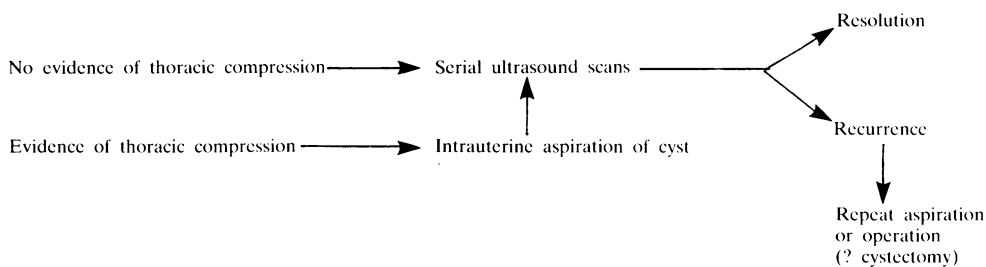 Resolution
No evidence of thoracic compression
Serial ultrasound scans
Recurrence
Evidence of thoracic compression
Intrauterine aspiration of cyst
Repeat aspiration
or operation
(? cystectomy)